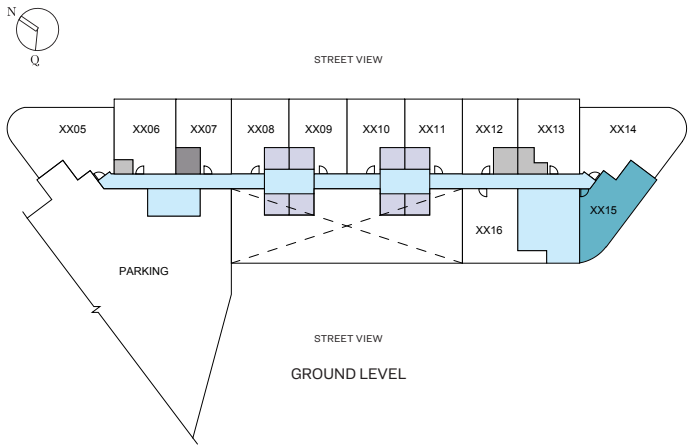 N
Q
STREET VIEW
XX05 XX06 XX07 XX08 XX09 XX10 XX11 XX12 XX13 XX14
XX15
XX16
PARKING
STREET VIEW
GROUND LEVEL